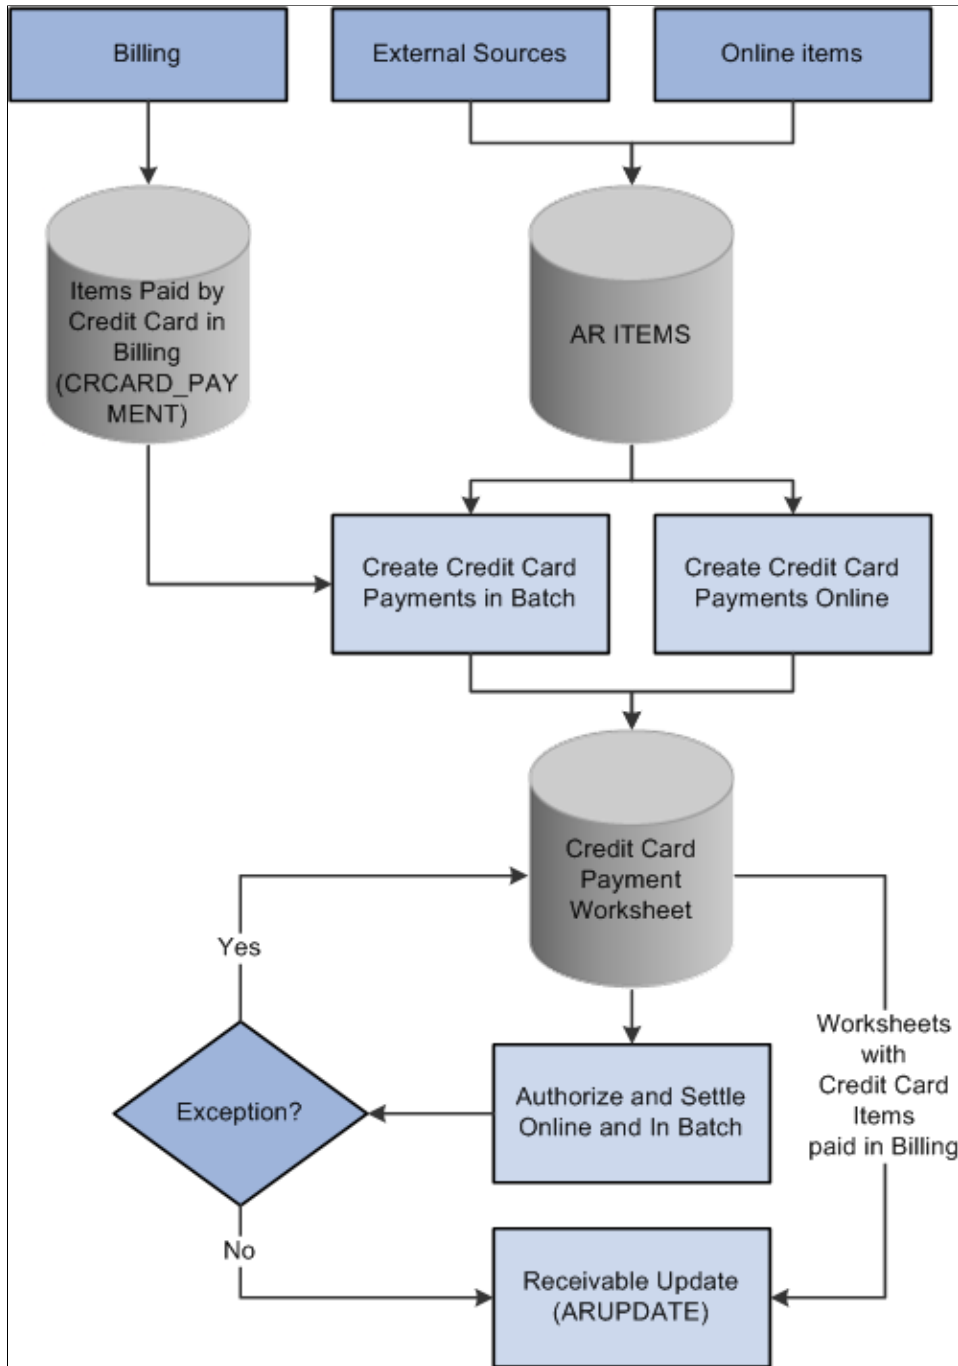 Billing
External Sources
Online items
Items Paid by
Credit Card in
Billing
(CRCARD_PAY
MENT)
AR ITEMS
Create Credit Card
Payments in Batch
Create Credit Card
Payments Online
Credit Card
Payment
Worksheet
Yes
Worksheets
with
Credit Card
Items
paid in Billing
Exception?
Authorize and Settle
Online and In Batch
No
Receivable Update
(ARUPDATE)